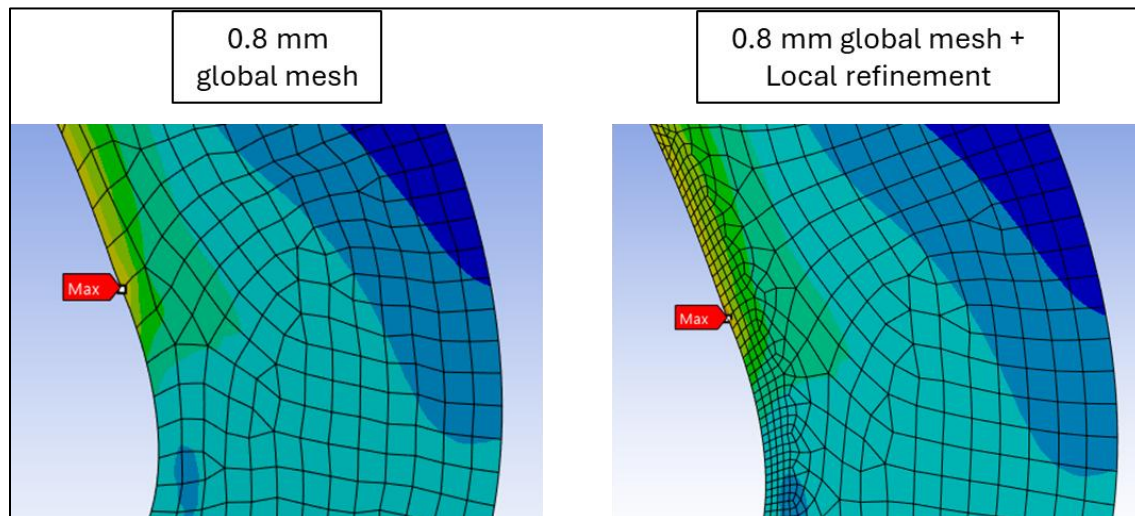 0.8 mm
global mesh
0.8 mm global mesh +
Local refinement
Max
Max